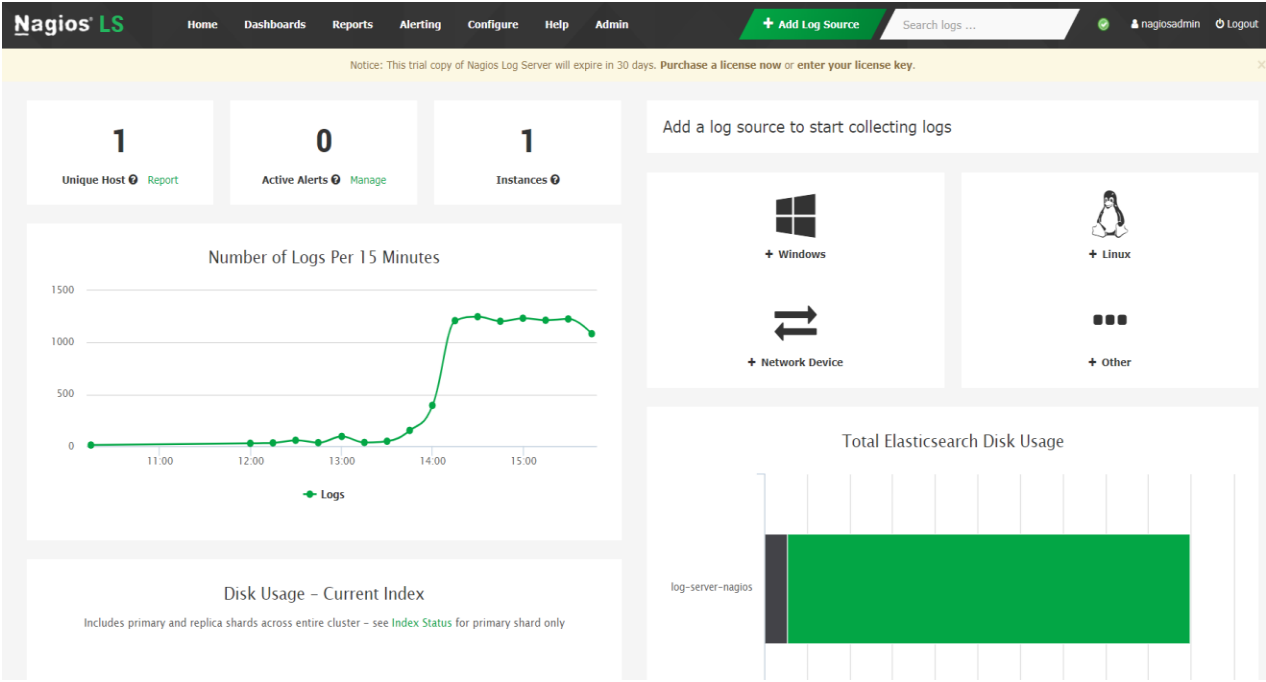 Nagios® LS Home Dashboards Reports Alerting Configure Help Admin + Add Log Source Search logs ... nagiosadmin Logout
Notice: This trial copy of Nagios Log Server will expire in 30 days. Purchase a license now or enter your license key. ×
1
Unique Host Report
0
Active Alerts Manage
1
Instances
Number of Logs Per 15 Minutes
1500
1000
500
0
11:00 12:00 13:00 14:00 15:00
Logs
Disk Usage – Current Index
Includes primary and replica shards across entire cluster – see Index Status for primary shard only
Add a log source to start collecting logs
+ Windows
+ Linux
+ Network Device
+ Other
Total Elasticsearch Disk Usage
log-server-nagios